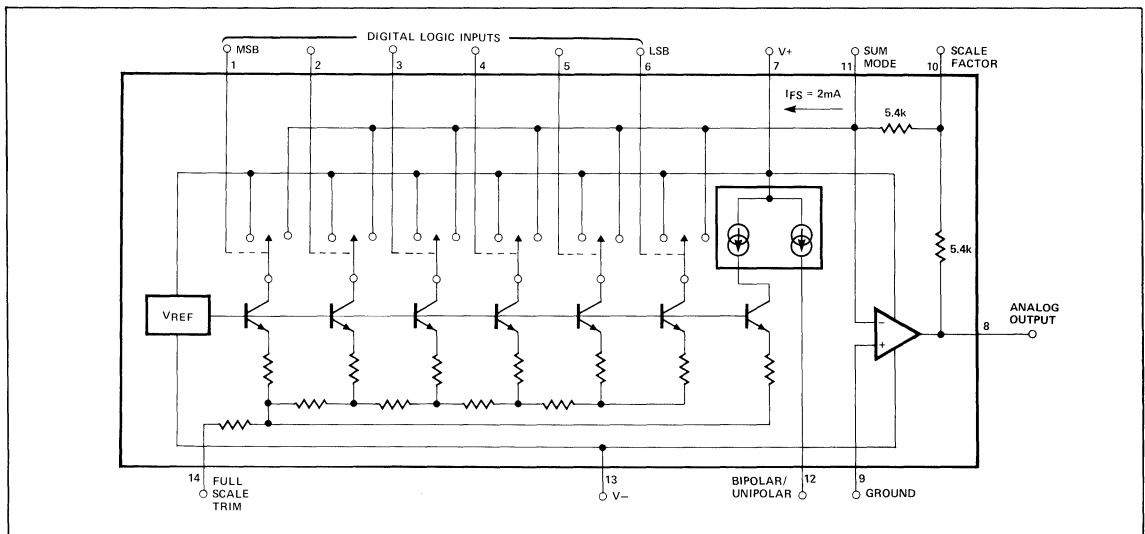 DIGITAL LOGIC INPUTS
MSB
LSB
V+
SUM
MODE
SCALE
FACTOR
1
2
3
4
5
6
7
11
10
IFS = 2mA
5.4k
5.4k
VREF
−
+
ANALOG
OUTPUT
8
14
FULL
SCALE
TRIM
13
V−
BIPOLAR/
UNIPOLAR
12
9
GROUND